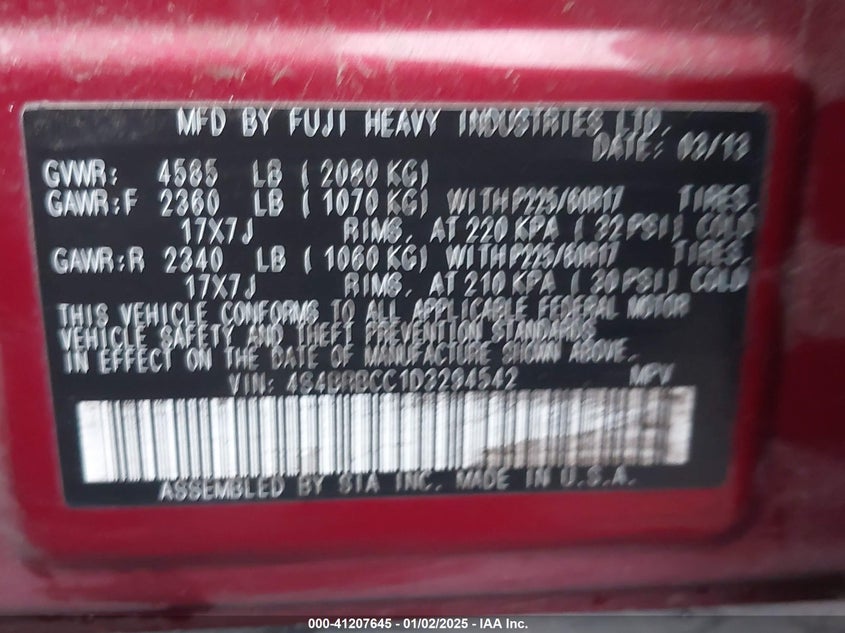 MFD BY FUJI HEAVY INDUSTRIES LTD.
DATE: 03/13
GVWR: 4585 LB ( 2080 KG)
GAWR:F 2360 LB ( 1070 KG) WITH P225/60R17 TIRES,
17X7J RIMS, AT 220 KPA ( 32 PSI) COLD
GAWR:R 2340 LB ( 1060 KG) WITH P225/60R17 TIRES,
17X7J RIMS, AT 210 KPA ( 30 PSI) COLD
THIS VEHICLE CONFORMS TO ALL APPLICABLE FEDERAL MOTOR
VEHICLE SAFETY AND THEFT PREVENTION STANDARDS
IN EFFECT ON THE DATE OF MANUFACTURE SHOWN ABOVE.
VIN: 4S4BRBCC1D3294542 MPV
ASSEMBLED BY SIA INC. MADE IN U.S.A.
000-41207645 - 01/02/2025 - IAA Inc.